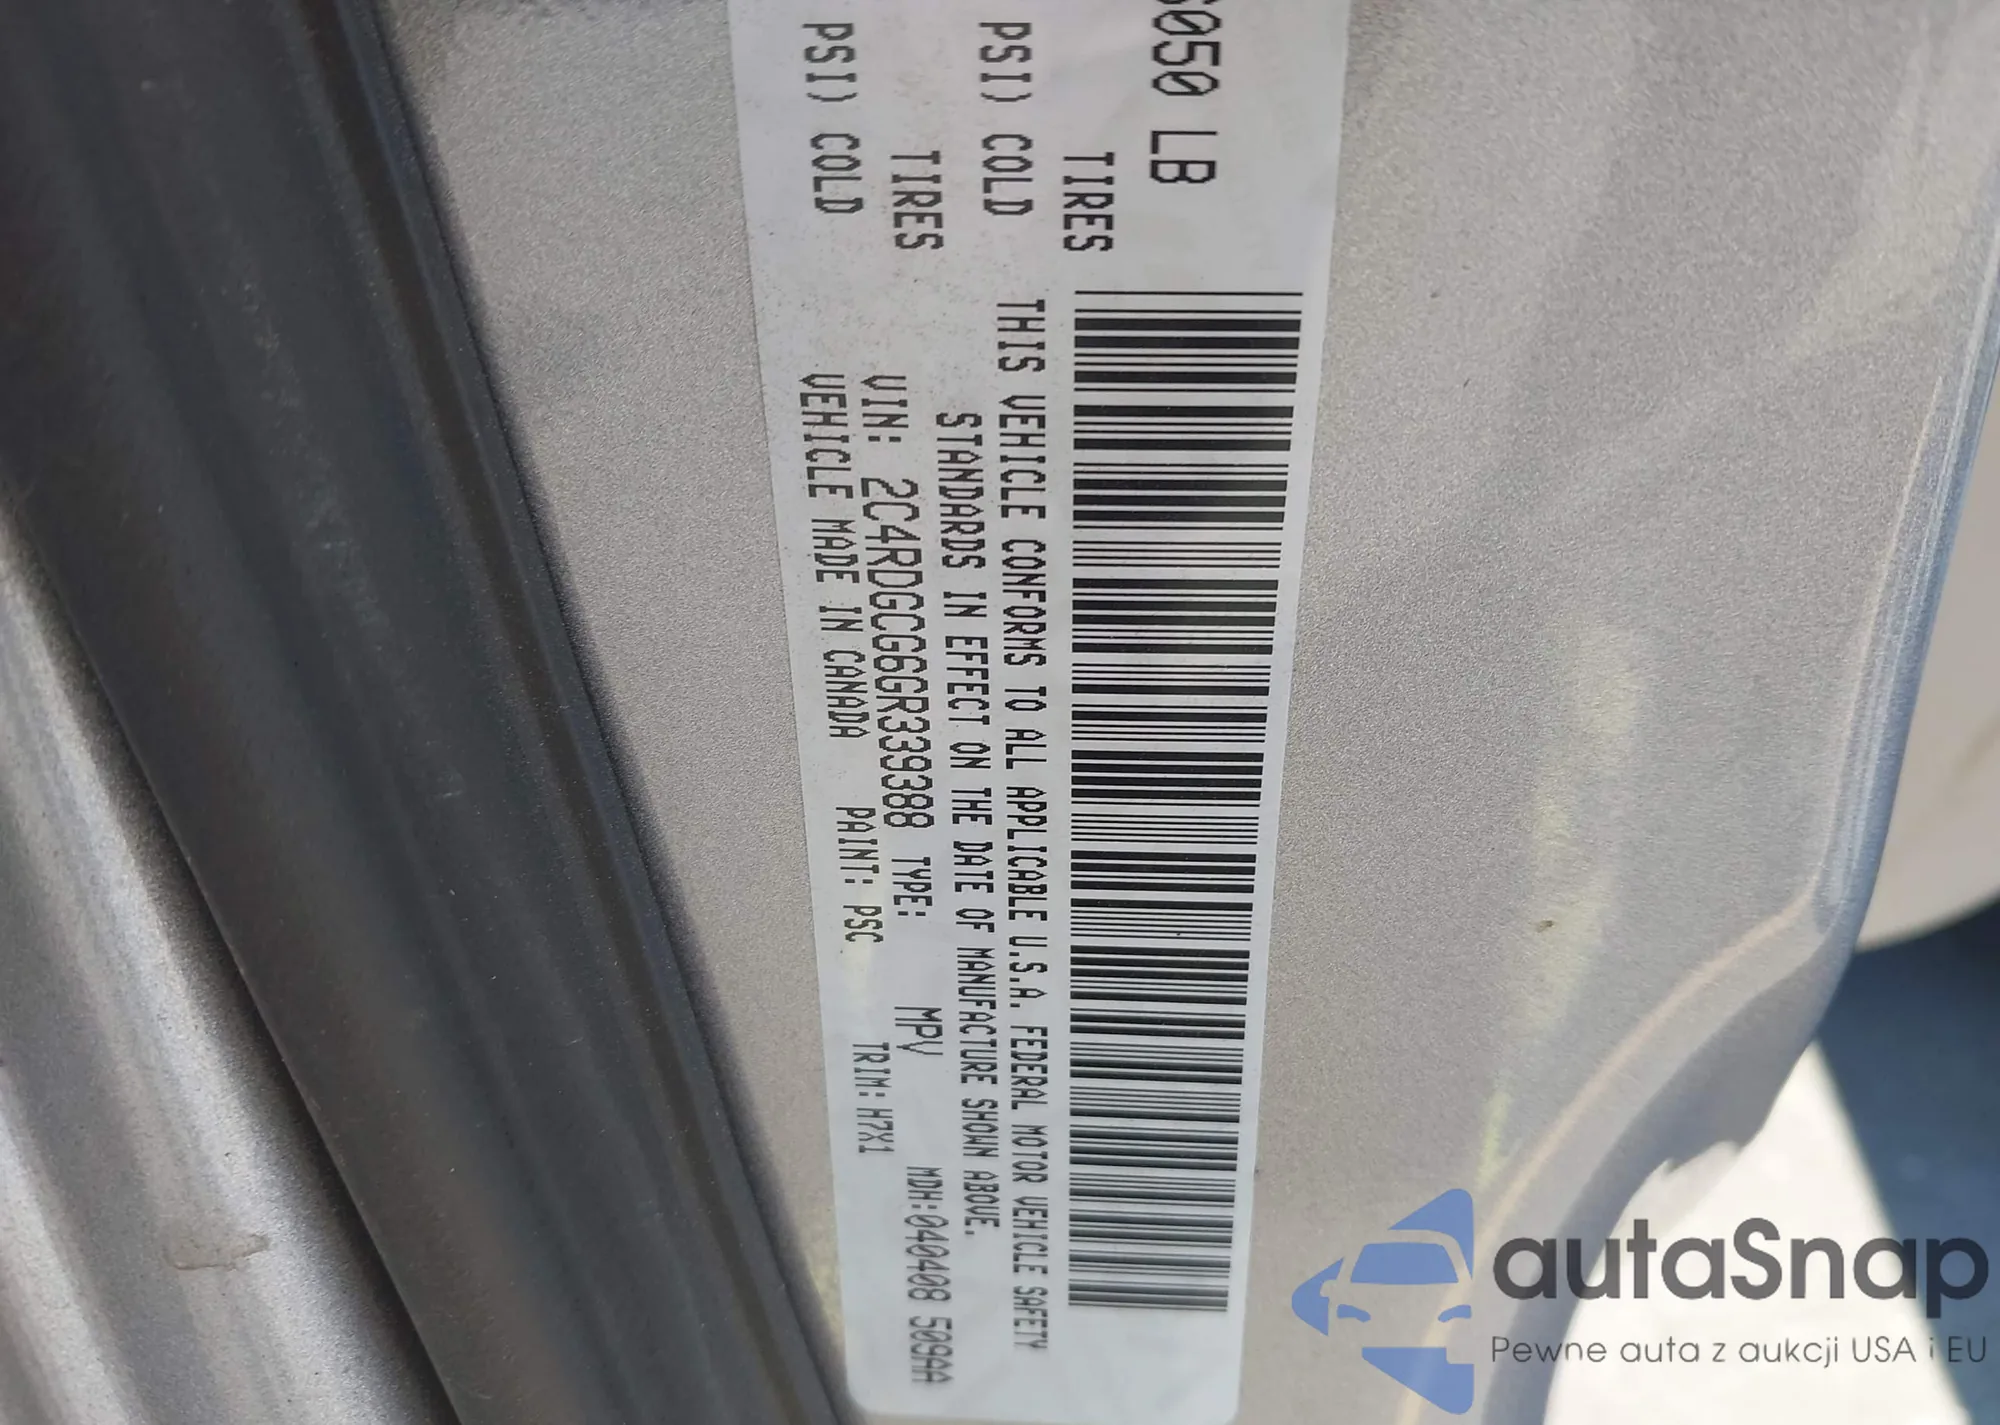 6050 LB
TIRES
PSI) COLD
TIRES
PSI) COLD
THIS VEHICLE CONFORMS TO ALL APPLICABLE U.S.A. FEDERAL MOTOR VEHICLE SAFETY
STANDARDS IN EFFECT ON THE DATE OF MANUFACTURE SHOWN ABOVE.
VIN: 2C4RDGCG6GR339388 TYPE: MPV MDH:040408 509AA
VEHICLE MADE IN CANADA PAINT: PSC TRIM: H7X1
autaSnap
Pewne auta z aukcji USA i EU